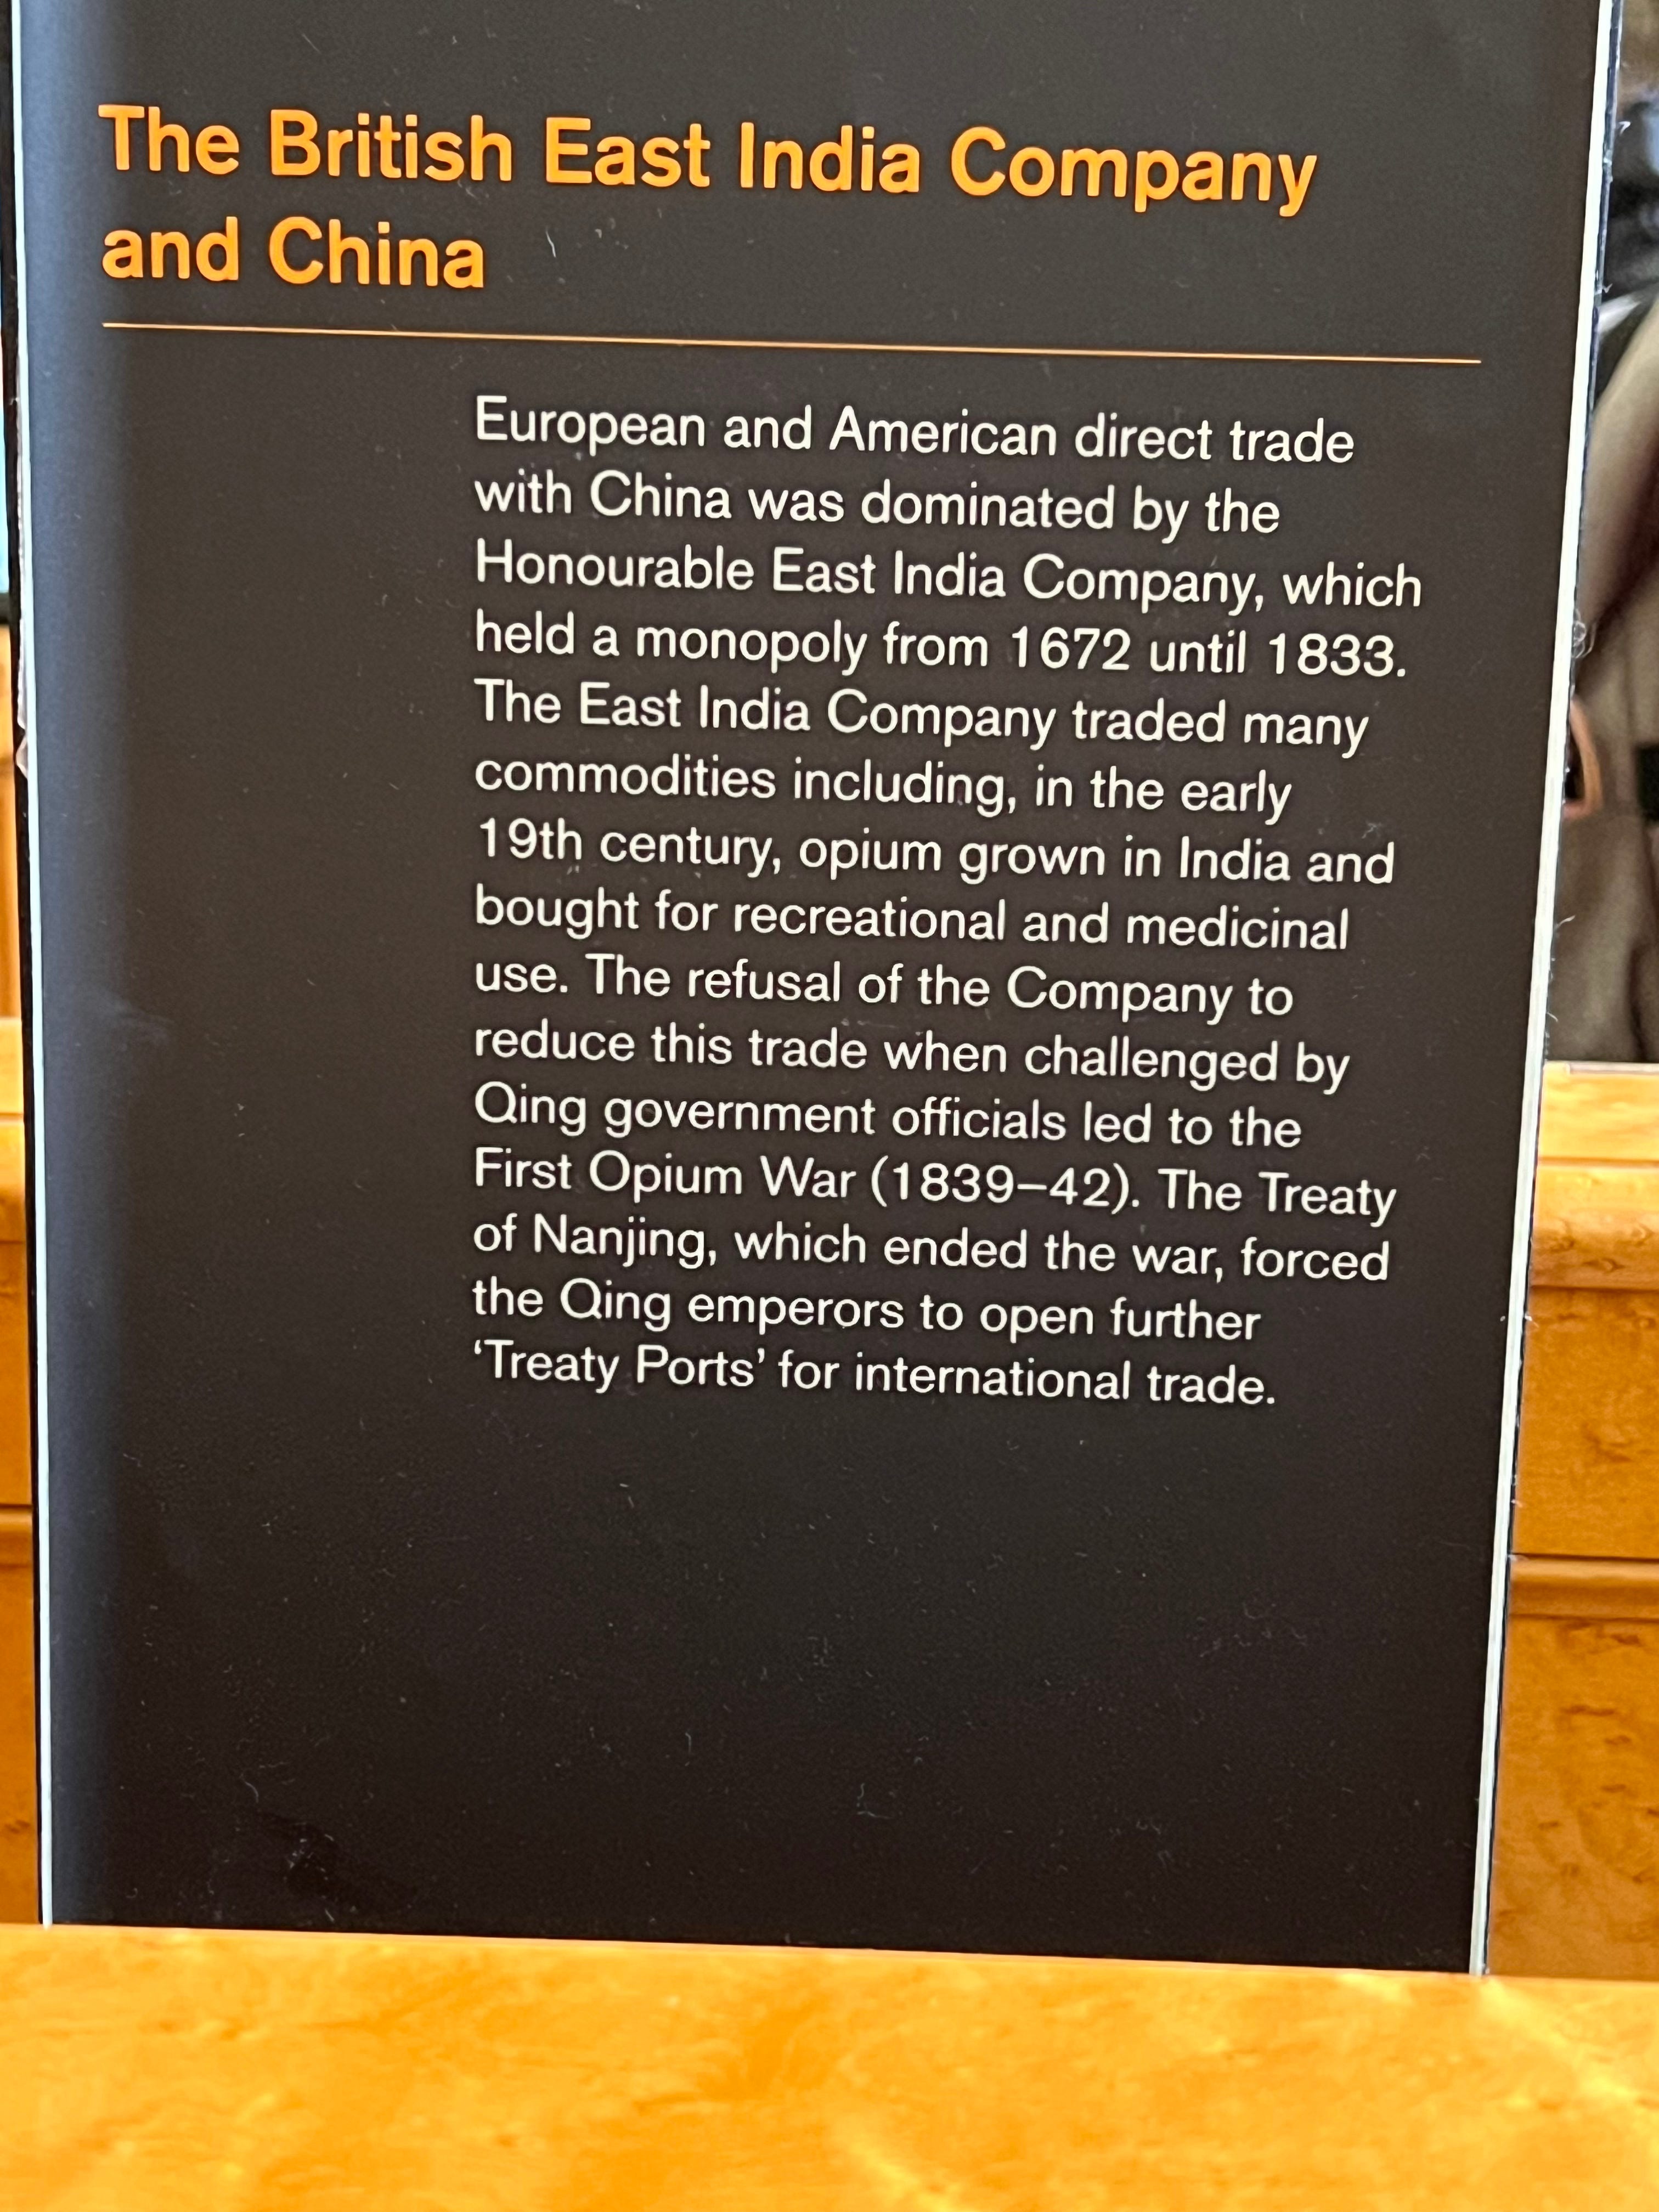 The British East India Company
and China
European and American direct trade
with China was dominated by the
Honourable East India Company, which
held a monopoly from 1672 until 1833.
The East India Company traded many
commodities including, in the early
19th century, opium grown in India and
bought for recreational and medicinal
use. The refusal of the Company to
reduce this trade when challenged by
Qing government officials led to the
First Opium War (1839–42). The Treaty
of Nanjing, which ended the war, forced
the Qing emperors to open further
‘Treaty Ports’ for international trade.